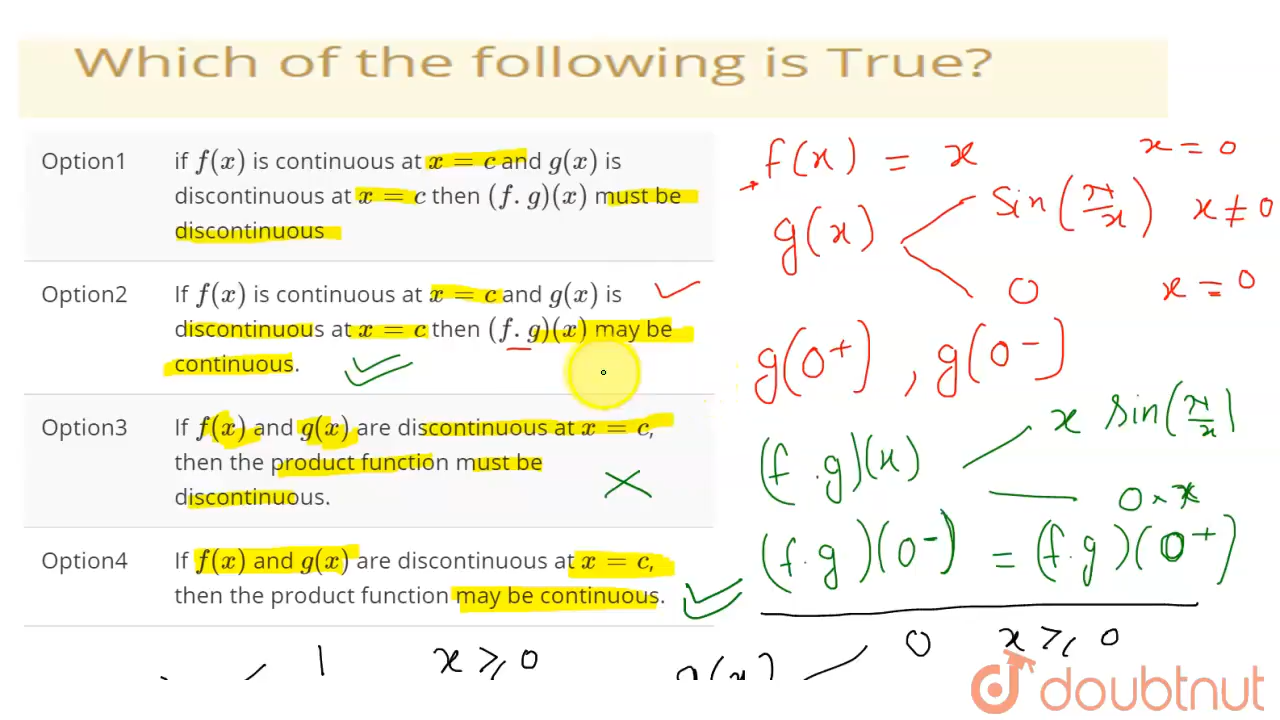 Which of the following is True?
Option1 if f(x) is continuous at x = c and g(x) is
discontinuous at x = c then (f. g)(x) must be
discontinuous
Option2 If f(x) is continuous at x = c and g(x) is
discontinuous at x = c then (f. g)(x) may be
continuous.
Option3 If f(x) and g(x) are discontinuous at x = c,
then the product function must be
discontinuous.
Option4 If f(x) and g(x) are discontinuous at x = c,
then the product function may be continuous.
f(x) = x x = 0
g(x) sin(π/x) x ≠ 0
0 x = 0
g(0+) , g(0-)
(f.g)(x) x sin(π/x)
0 × x
(f.g)(0-) = (f.g)(0+)
1 x ≥ 0
g(x) 0 x ≥ 0
doubtnut